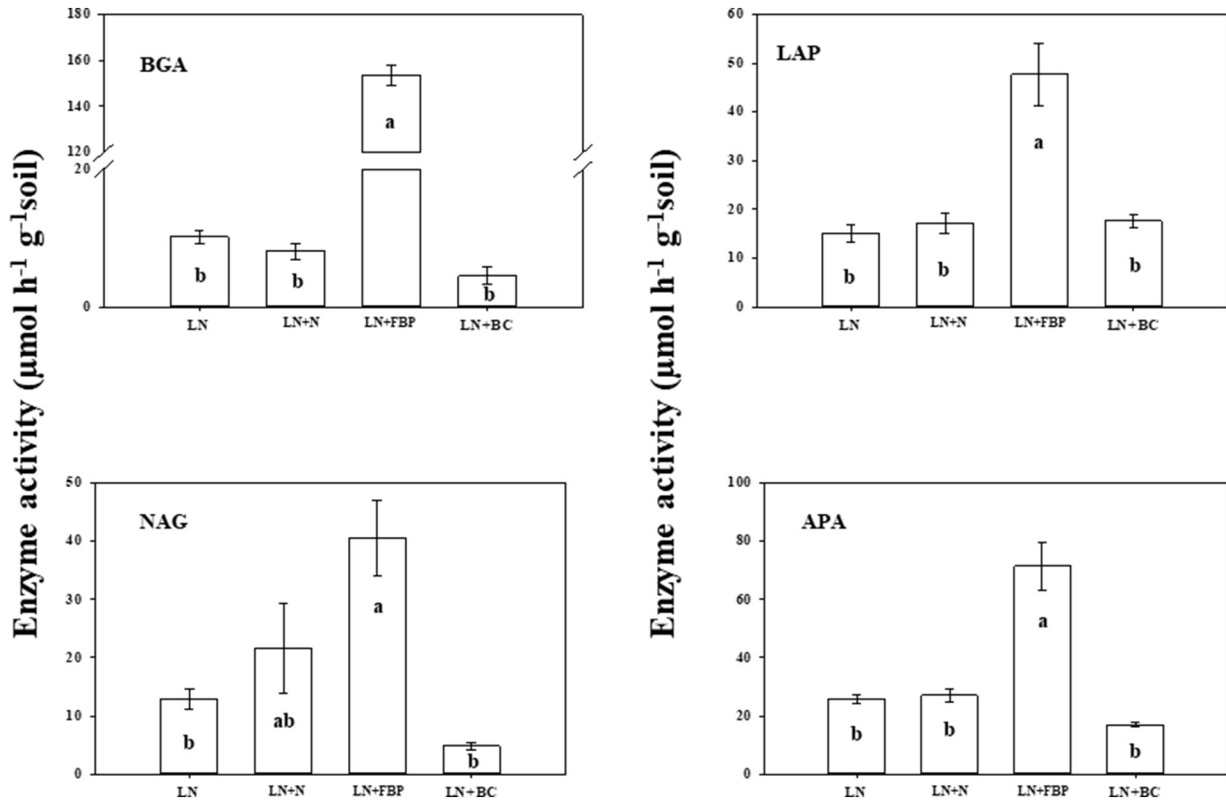 Enzyme activity (μmol h⁻¹ g⁻¹soil)
BGA
180
160
140
120
20
0
a
b
b
b
LN
LN+N
LN+FBP
LN+BC
Enzyme activity (μmol h⁻¹ g⁻¹soil)
LAP
60
50
40
30
20
10
0
a
b
b
b
LN
LN+N
LN+FBP
LN+BC
NAG
50
40
30
20
10
0
a
ab
b
b
LN
LN+N
LN+FBP
LN+BC
APA
100
80
60
40
20
0
a
b
b
b
LN
LN+N
LN+FBP
LN+BC